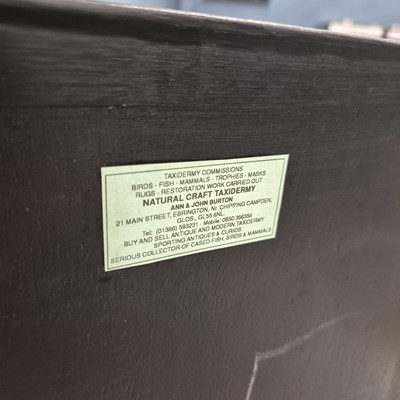 TAXIDERMY COMMISSIONS
BIRDS - FISH - MAMMALS - TROPHIES - MASKS
RUGS - RESTORATION WORK CARRIED OUT
NATURAL CRAFT TAXIDERMY
ANN & JOHN BURTON
21 MAIN STREET, EBRINGTON, Nr. CHIPPING CAMPDEN,
GLOS., GL55 6NL.
Tel: (01386) 593231 - Mobile: 0850 356354
BUY AND SELL ANTIQUE AND MODERN TAXIDERMY
SPORTING ANTIQUES & CURIOS
SERIOUS COLLECTOR OF CASED FISH, BIRDS & MAMMALS